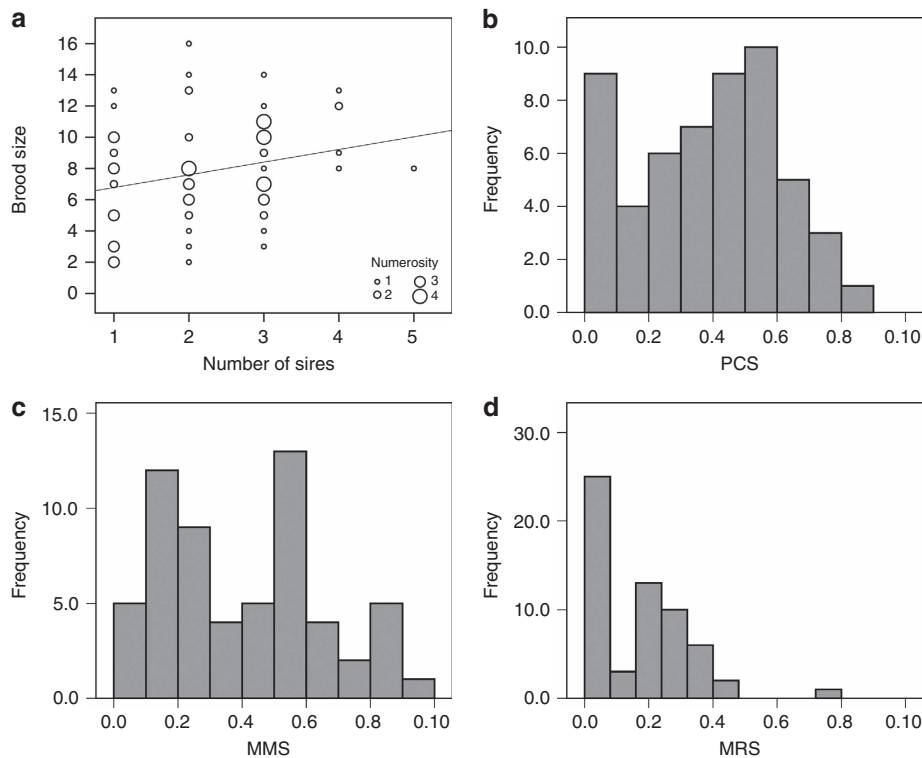 a
16
14
12
10
8
6
4
2
0
Brood size
Numerosity
1 3
2 4
1 2 3 4 5
Number of sires
b
10.0
8.0
6.0
4.0
2.0
0.0
Frequency
0.0 0.2 0.4 0.6 0.8 0.10
PCS
c
15.0
10.0
5.0
0.0
Frequency
0.0 0.2 0.4 0.6 0.8 0.10
MMS
d
30.0
20.0
10.0
0.0
Frequency
0.0 0.2 0.4 0.6 0.8 0.10
MRS